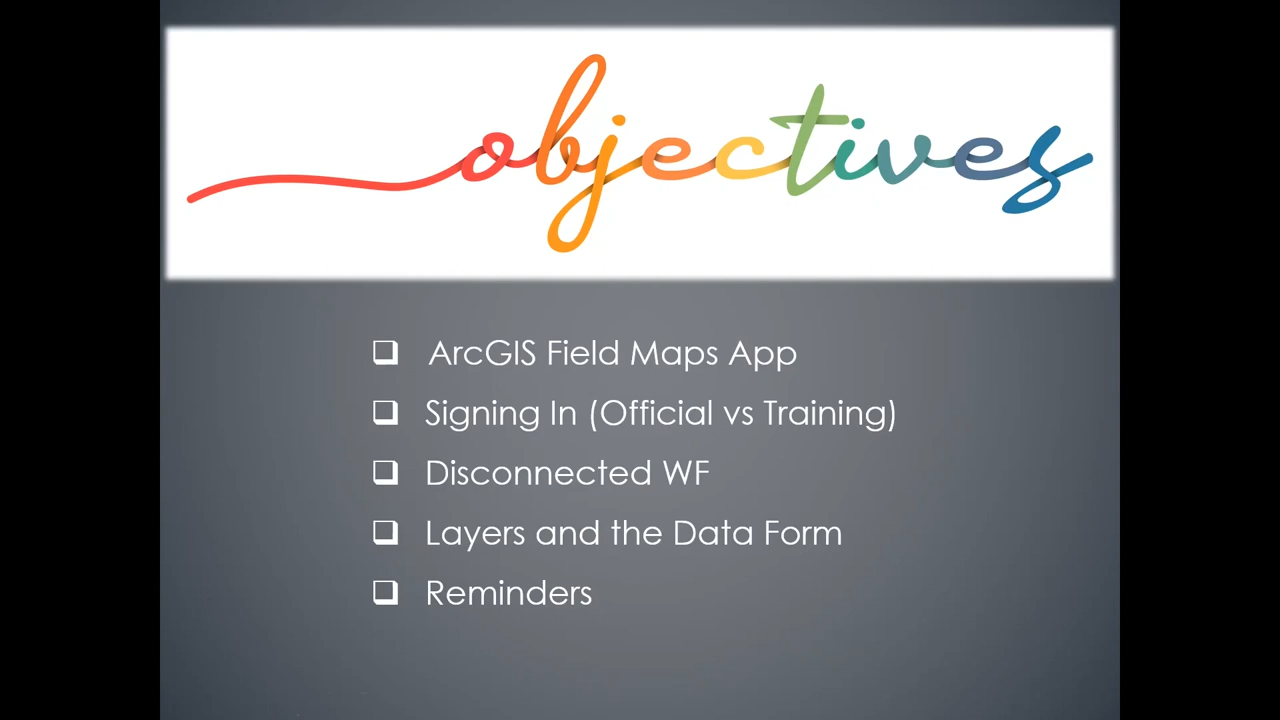 objectives
ArcGIS Field Maps App
Signing In (Official vs Training)
Disconnected WF
Layers and the Data Form
Reminders